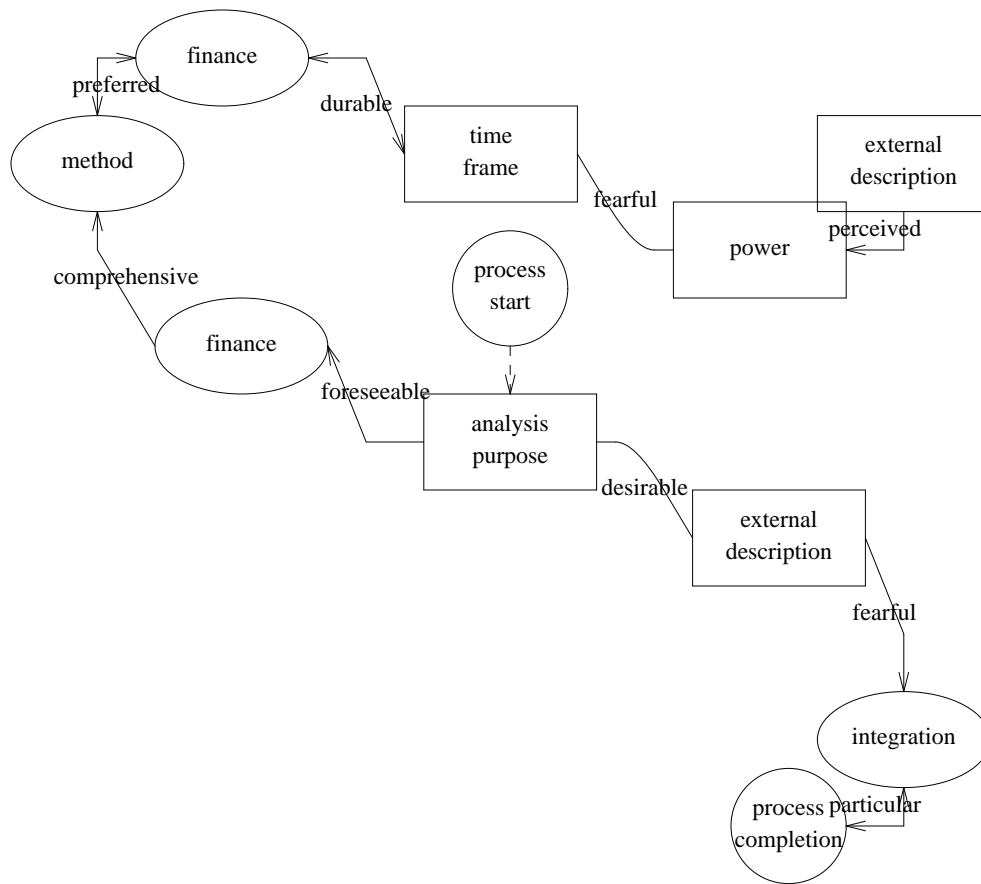 finance
preferred
durable
time
frame
method
external
description
fearful
perceived
power
process
start
comprehensive
finance
foreseeable
analysis
purpose
desirable
external
description
fearful
integration
particular
process
completion